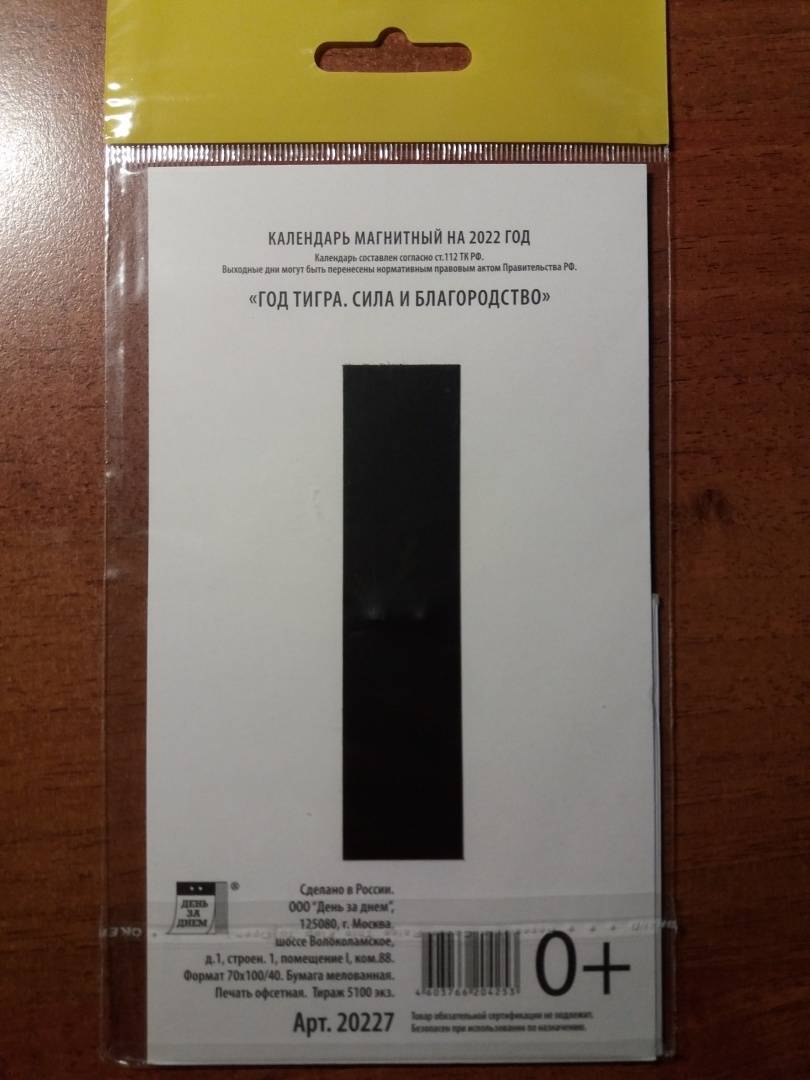 КАЛЕНДАРЬ МАГНИТНЫЙ НА 2022 ГОД
Календарь составлен согласно ст.112 ТК РФ.
Выходные дни могут быть перенесены нормативным правовым актом Правительства РФ.
«ГОД ТИГРА. СИЛА И БЛАГОРОДСТВО»
ДЕНЬ
ЗА
ДНЕМ
®
Сделано в России.
ООО "День за днем",
125080, г. Москва
шоссе Волоколамское,
д.1, строен. 1, помещение I, ком.88.
Формат 70х100/40. Бумага мелованная.
Печать офсетная. Тираж 5100 экз.
Арт. 20227
4603766204253
0+
Товар обязательной сертификации не подлежит.
Безопасен при использовании по назначению.